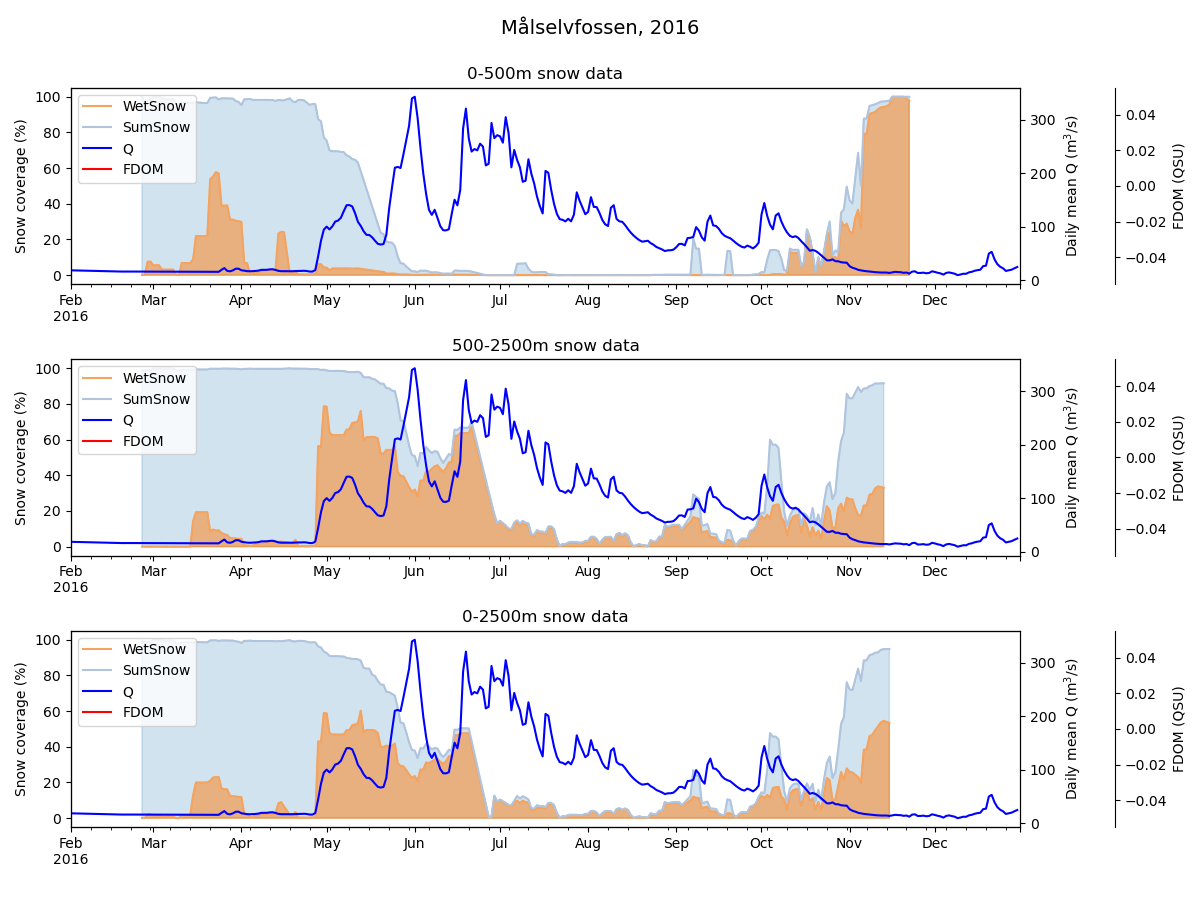 Målselvfossen, 2016
0-500m snow data
Snow coverage (%)
100
80
60
40
20
0
WetSnow
SumSnow
Q
FDOM
300
200
100
0
Daily mean Q (m³/s)
0.04
0.02
0.00
−0.02
−0.04
FDOM (QSU)
Feb Mar Apr May Jun Jul Aug Sep Oct Nov Dec
2016
500-2500m snow data
Snow coverage (%)
100
80
60
40
20
0
WetSnow
SumSnow
Q
FDOM
300
200
100
0
Daily mean Q (m³/s)
0.04
0.02
0.00
−0.02
−0.04
FDOM (QSU)
Feb Mar Apr May Jun Jul Aug Sep Oct Nov Dec
2016
0-2500m snow data
Snow coverage (%)
100
80
60
40
20
0
WetSnow
SumSnow
Q
FDOM
300
200
100
0
Daily mean Q (m³/s)
0.04
0.02
0.00
−0.02
−0.04
FDOM (QSU)
Feb Mar Apr May Jun Jul Aug Sep Oct Nov Dec
2016